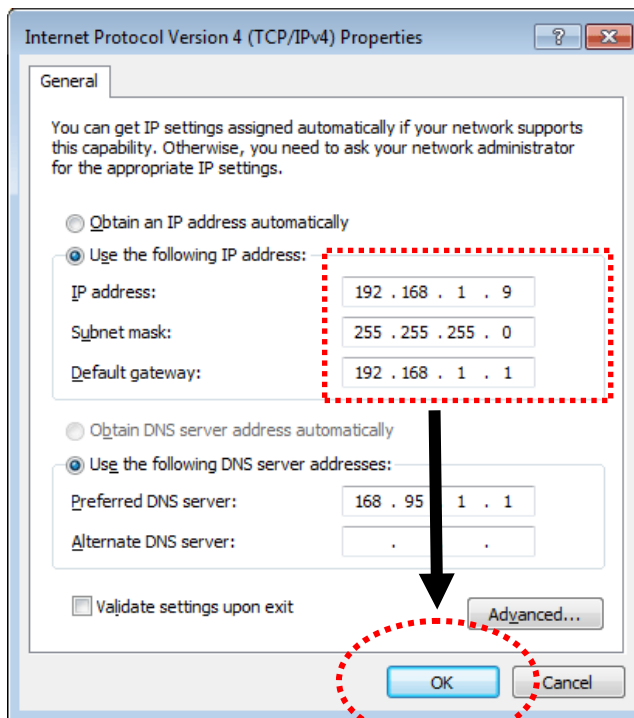 Internet Protocol Version 4 (TCP/IPv4) Properties
General
You can get IP settings assigned automatically if your network supports
this capability. Otherwise, you need to ask your network administrator
for the appropriate IP settings.
Obtain an IP address automatically
Use the following IP address:
IP address: 192 . 168 . 1 . 9
Subnet mask: 255 . 255 . 255 . 0
Default gateway: 192 . 168 . 1 . 1
Obtain DNS server address automatically
Use the following DNS server addresses:
Preferred DNS server: 168 . 95 . 1 . 1
Alternate DNS server: . . .
Validate settings upon exit
Advanced...
OK Cancel